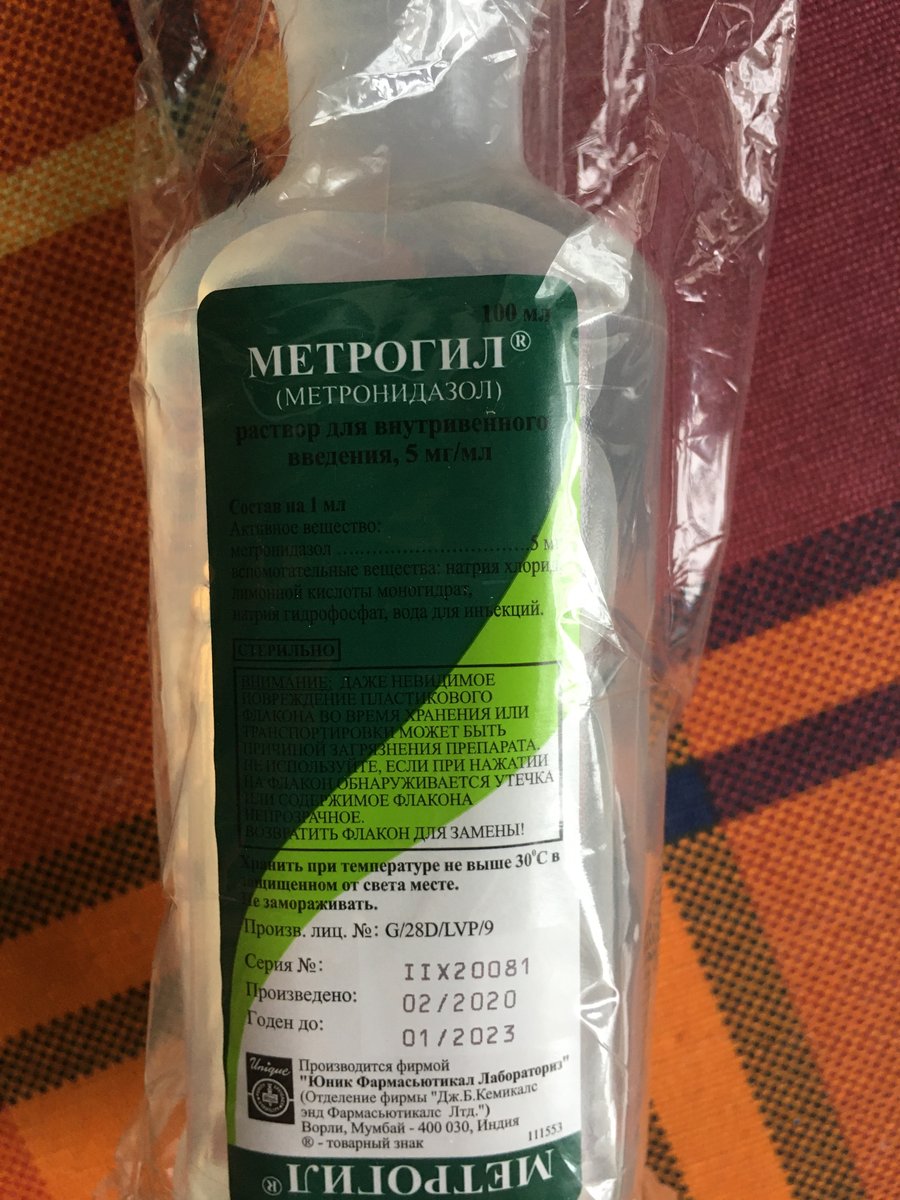 100 мл
МЕТРОГИЛ®
(МЕТРОНИДАЗОЛ)
раствор для внутривенного
введения, 5 мг/мл
Состав на 1 мл
Активное вещество:
метронидазол ................................5 м
вспомогательные вещества: натрия хлорид,
лимонной кислоты моногидрат,
натрия гидрофосфат, вода для инъекций.
СТЕРИЛЬНО
ВНИМАНИЕ: ДАЖЕ НЕВИДИМОЕ
ПОВРЕЖДЕНИЕ ПЛАСТИКОВОГО
ФЛАКОНА ВО ВРЕМЯ ХРАНЕНИЯ ИЛИ
ТРАНСПОРТИРОВКИ МОЖЕТ БЫТЬ
ПРИЧИНОЙ ЗАГРЯЗНЕНИЯ ПРЕПАРАТА.
НЕ ИСПОЛЬЗУЙТЕ, ЕСЛИ ПРИ НАЖАТИИ
НА ФЛАКОН ОБНАРУЖИВАЕТСЯ УТЕЧКА
ИЛИ СОДЕРЖИМОЕ ФЛАКОНА
НЕПРОЗРАЧНОЕ.
ВОЗВРАТИТЬ ФЛАКОН ДЛЯ ЗАМЕНЫ!
Хранить при температуре не выше 30°С в
защищенном от света месте.
Не замораживать.
Произв. лиц. №: G/28D/LVP/9
Серия №: IIX20081
Произведено: 02/2020
Годен до: 01/2023
Unique
Производится фирмой
"Юник Фармасьютикал Лабораториз"
(Отделение фирмы "Дж.Б.Кемикалс
энд Фармасьютикалс Лтд.")
Ворли, Мумбай - 400 030, Индия
® - товарный знак 111553
МЕТРОГИЛ®